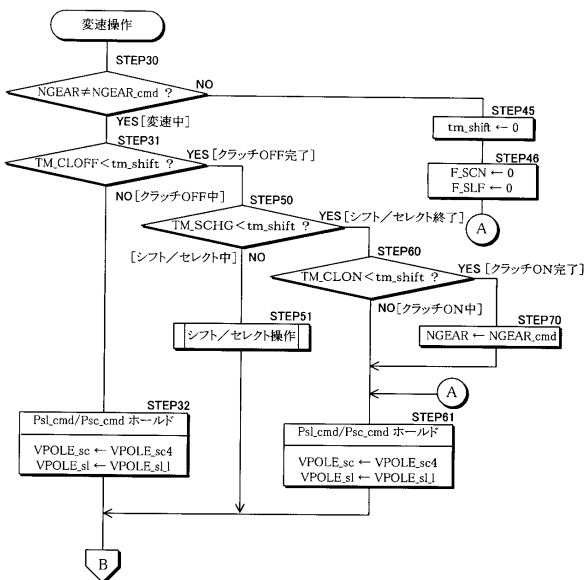 変速操作
STEP30
NGEAR≠NGEAR_cmd ?
NO
YES[変速中]
STEP31
STEP45
tm_shift ← 0
TM_CLOFF<tm_shift ?
YES[クラッチOFF完了]
STEP46
F_SCN ← 0
F_SLF ← 0
NO[クラッチOFF中]
STEP50
A
TM_SCHG<tm_shift ?
YES[シフト/セレクト終了]
STEP60
[シフト/セレクト中] NO
TM_CLON<tm_shift ?
YES[クラッチON完了]
NO[クラッチON中]
STEP51
シフト/セレクト操作
STEP70
NGEAR ← NGEAR_cmd
A
STEP32
Psl_cmd/Psc_cmd ホールド
VPOLE_sc ← VPOLE_sc4
VPOLE_sl ← VPOLE_sl_l
STEP61
Psl_cmd/Psc_cmd ホールド
VPOLE_sc ← VPOLE_sc4
VPOLE_sl ← VPOLE_sl_l
B